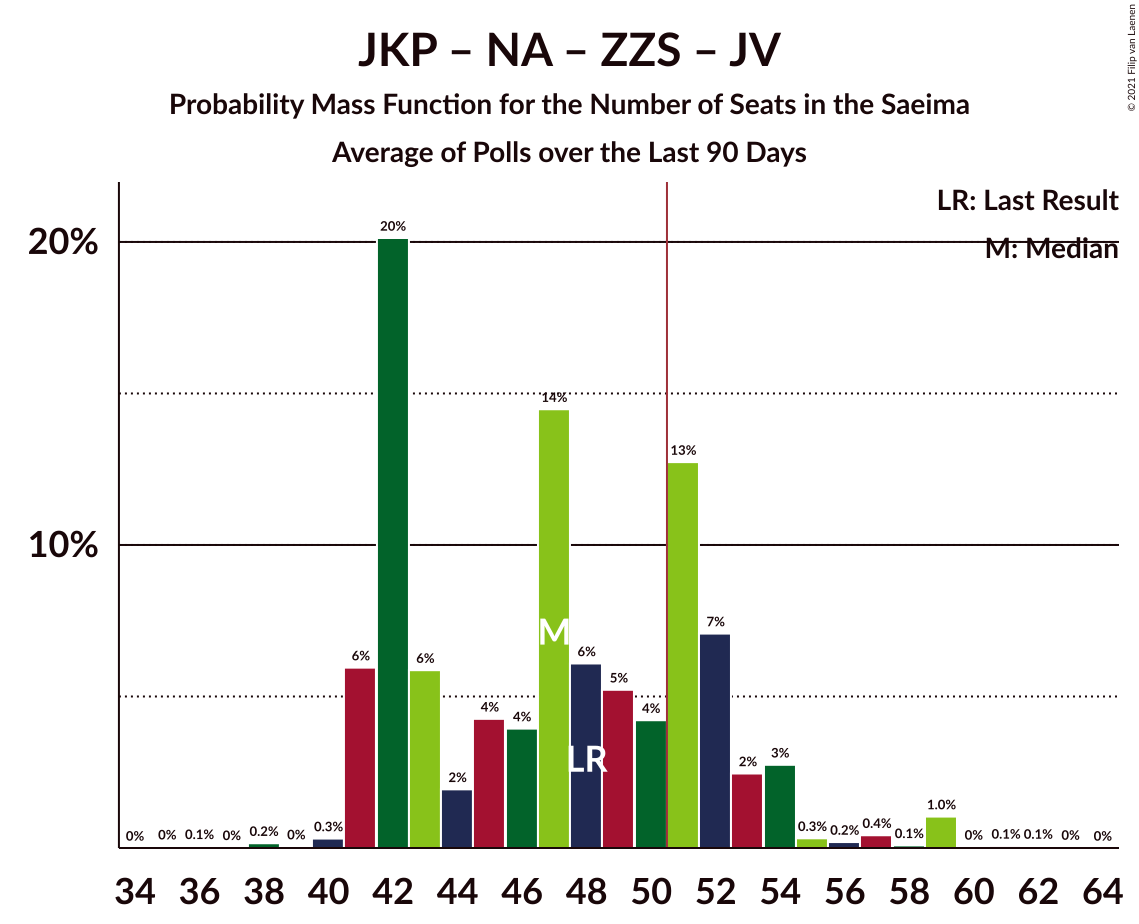 JKP – NA – ZZS – JV
Probability Mass Function for the Number of Seats in the Saeima
Average of Polls over the Last 90 Days
© 2021 Filip van Laenen
LR: Last Result
M: Median
20%
10%
0% 0% 0.1% 0% 0.2% 0% 0.3% 6% 20% 6% 2% 4% 4% 14% 6% 5% 4% 13% 7% 2% 3% 0.3% 0.2% 0.4% 0.1% 1.0% 0% 0.1% 0.1% 0% 0%
M
LR
34 36 38 40 42 44 46 48 50 52 54 56 58 60 62 64